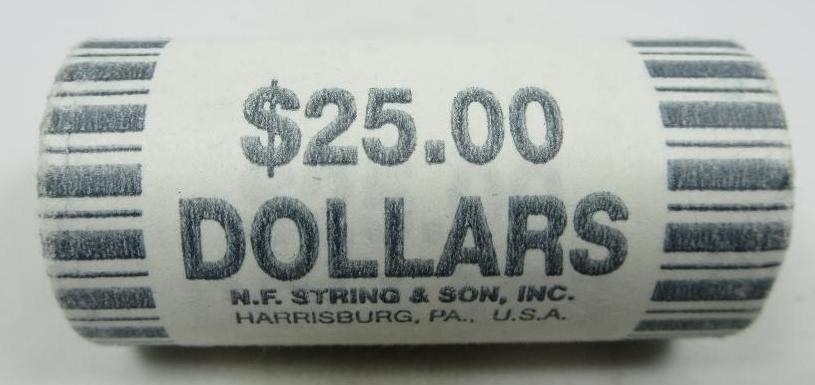 $25.00
DOLLARS
N.F. STRING & SON, INC.
HARRISBURG, PA., U.S.A.